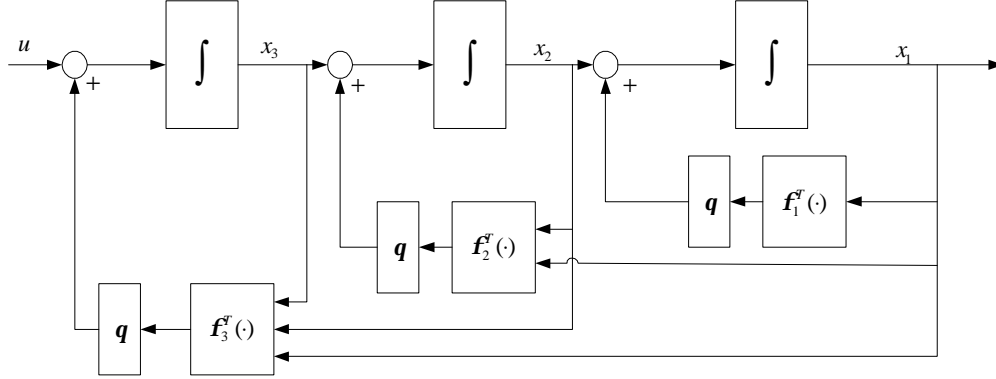 u
+
∫
x₃
+
∫
x₂
+
∫
x₁
q
f₁ᵀ(·)
q
f₂ᵀ(·)
q
f₃ᵀ(·)